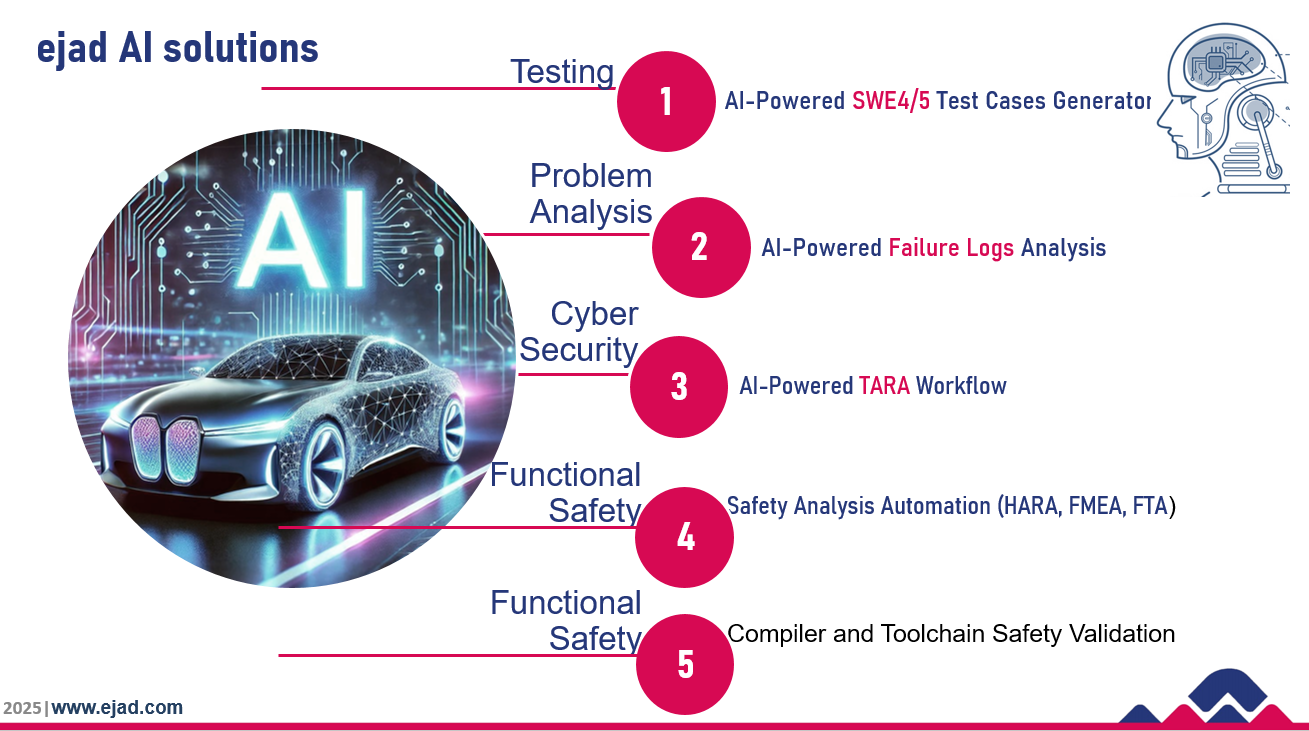 ejad AI solutions
Testing
1
AI-Powered SWE4/5 Test Cases Generator
AI
Problem
Analysis
2
AI-Powered Failure Logs Analysis
Cyber
Security
3
AI-Powered TARA Workflow
Functional
Safety
4
Safety Analysis Automation (HARA, FMEA, FTA)
Functional
Safety
5
Compiler and Toolchain Safety Validation
2025|www.ejad.com